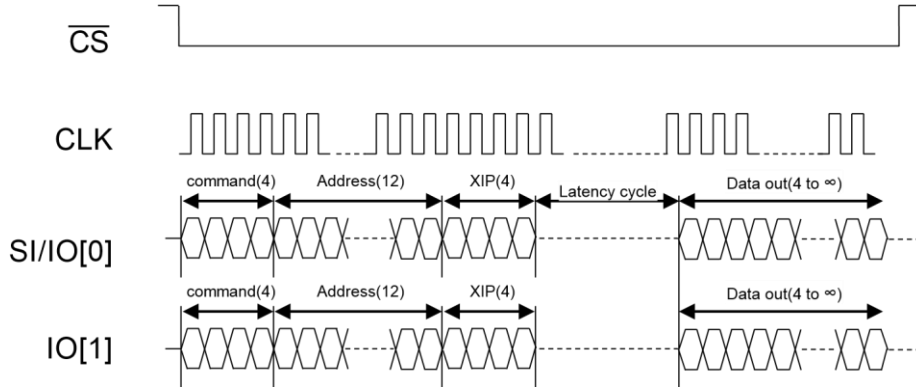 CS
CLK
command(4) Address(12) XIP(4) Latency cycle Data out(4 to ∞)
SI/IO[0]
command(4) Address(12) XIP(4) Data out(4 to ∞)
IO[1]